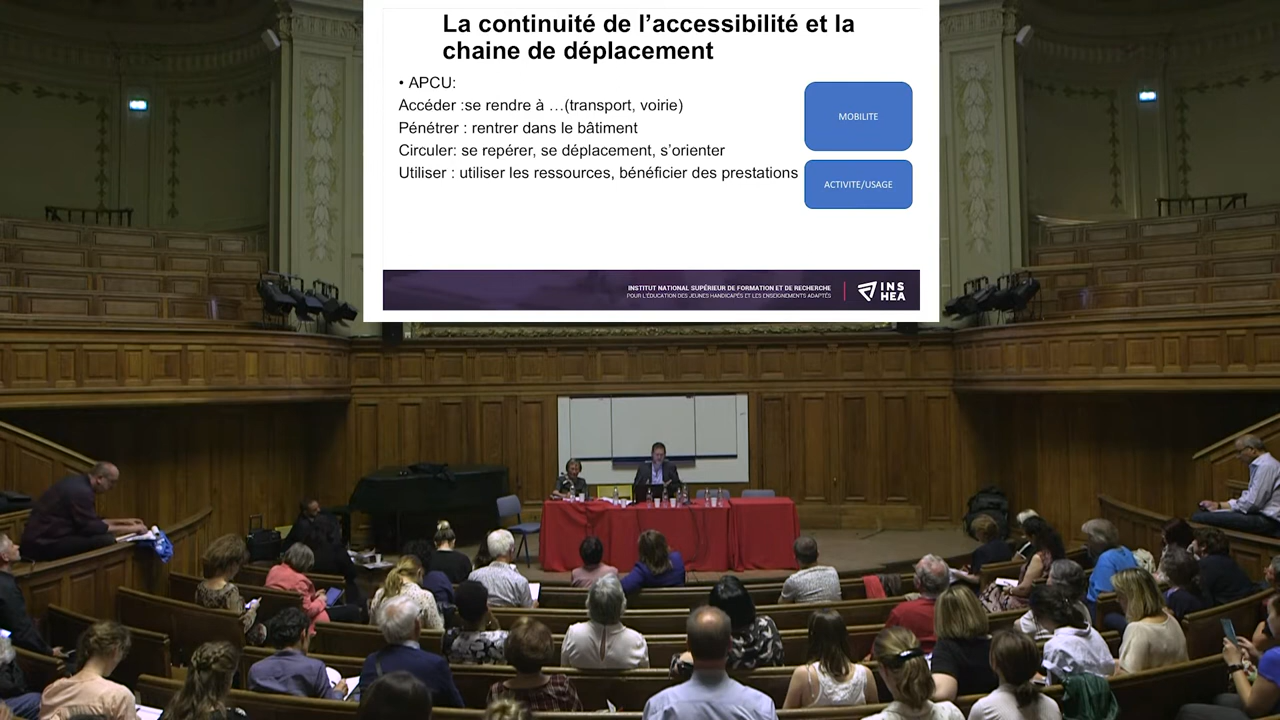 La continuité de l’accessibilité et la
chaine de déplacement
• APCU:
Accéder :se rendre à …(transport, voirie)
Pénétrer : rentrer dans le bâtiment
Circuler: se repérer, se déplacement, s’orienter
Utiliser : utiliser les ressources, bénéficier des prestations
MOBILITE
ACTIVITE/USAGE
INSTITUT NATIONAL SUPÉRIEUR DE FORMATION ET DE RECHERCHE
POUR L'ÉDUCATION DES JEUNES HANDICAPÉS ET LES ENSEIGNEMENTS ADAPTÉS
INS
HEA